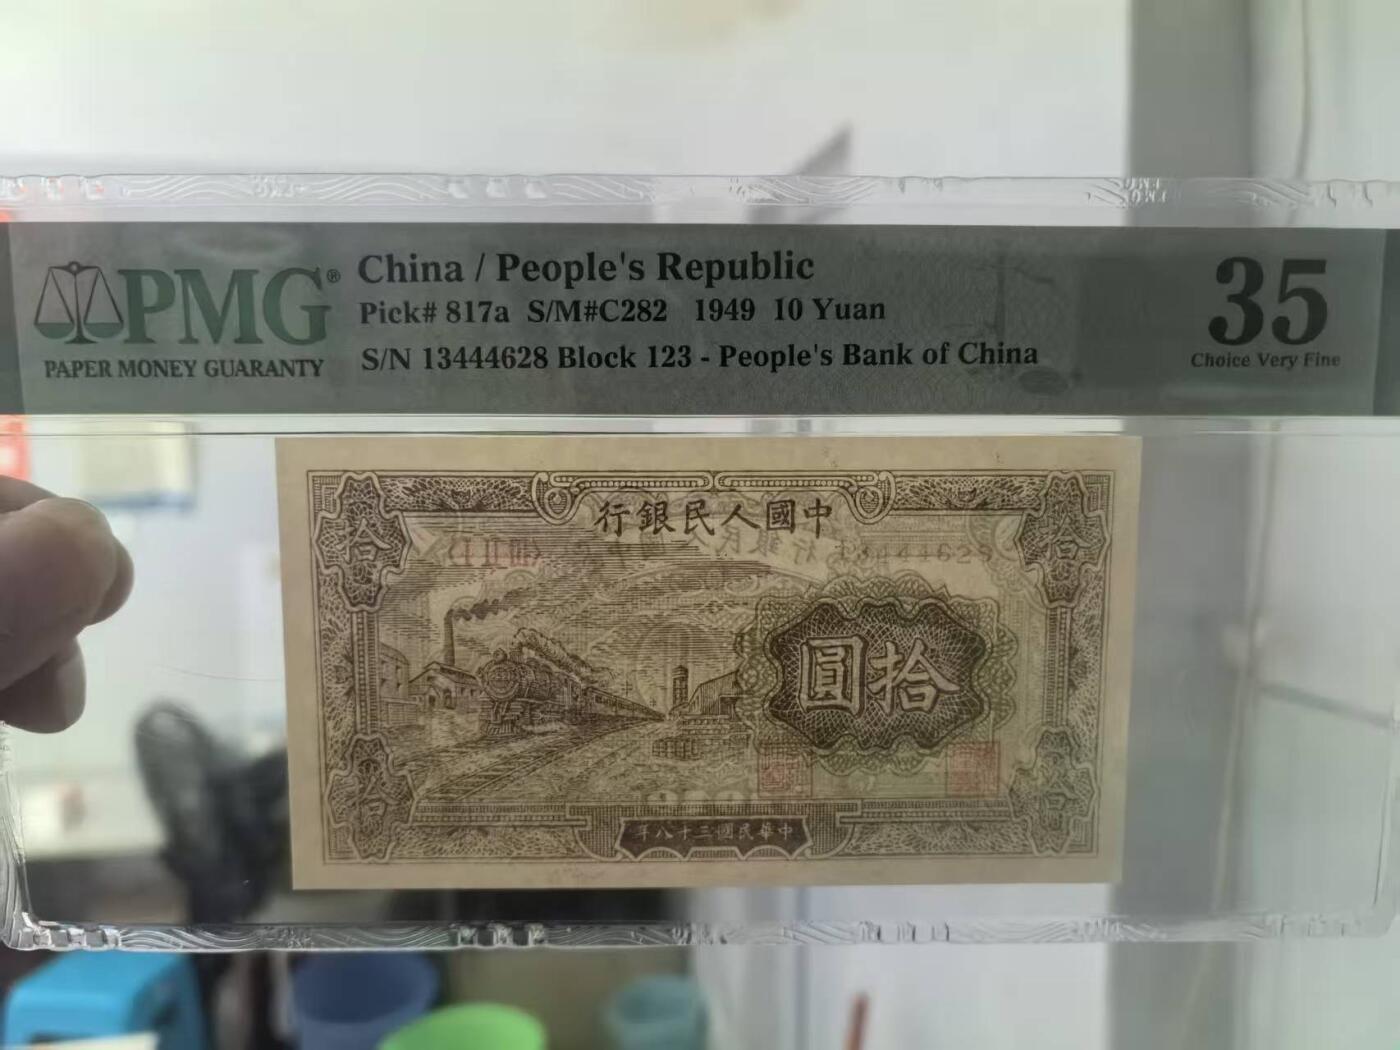 PMG®
PAPER MONEY GUARANTY
China / People's Republic
Pick# 817a S/M#C282 1949 10 Yuan
S/N 13444628 Block 123 - People's Bank of China
35
Choice Very Fine
行銀民人國中
13444628
拾
拾
圓拾
拾
年八十三國民華中